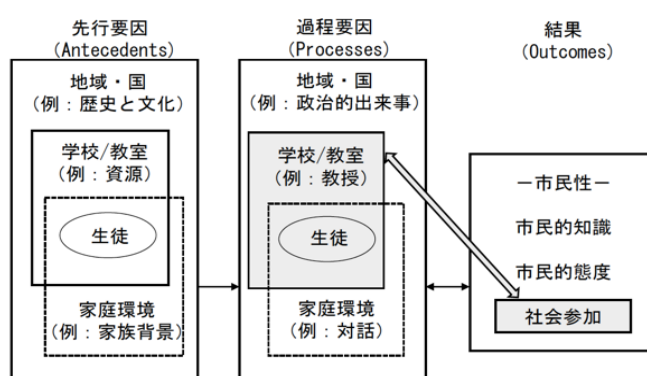 先行要因
(Antecedents)
地域・国
(例：歴史と文化)
学校/教室
(例：資源)
生徒
家庭環境
(例：家族背景)
過程要因
(Processes)
地域・国
(例：政治的出来事)
学校/教室
(例：教授)
生徒
家庭環境
(例：対話)
結果
(Outcomes)
－市民性－
市民的知識
市民的態度
社会参加